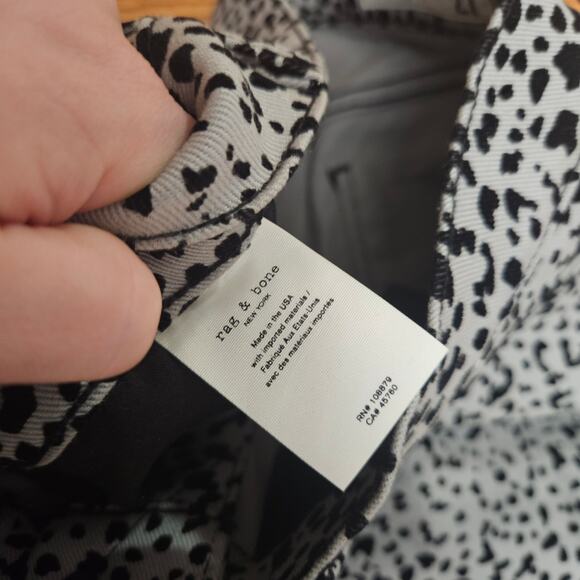 rag & bone
NEW YORK
Made in the USA
with imported materials /
Fabriqué Aux Etats-Unis
avec des matériaux importés
RN# 108879
CA# 45760